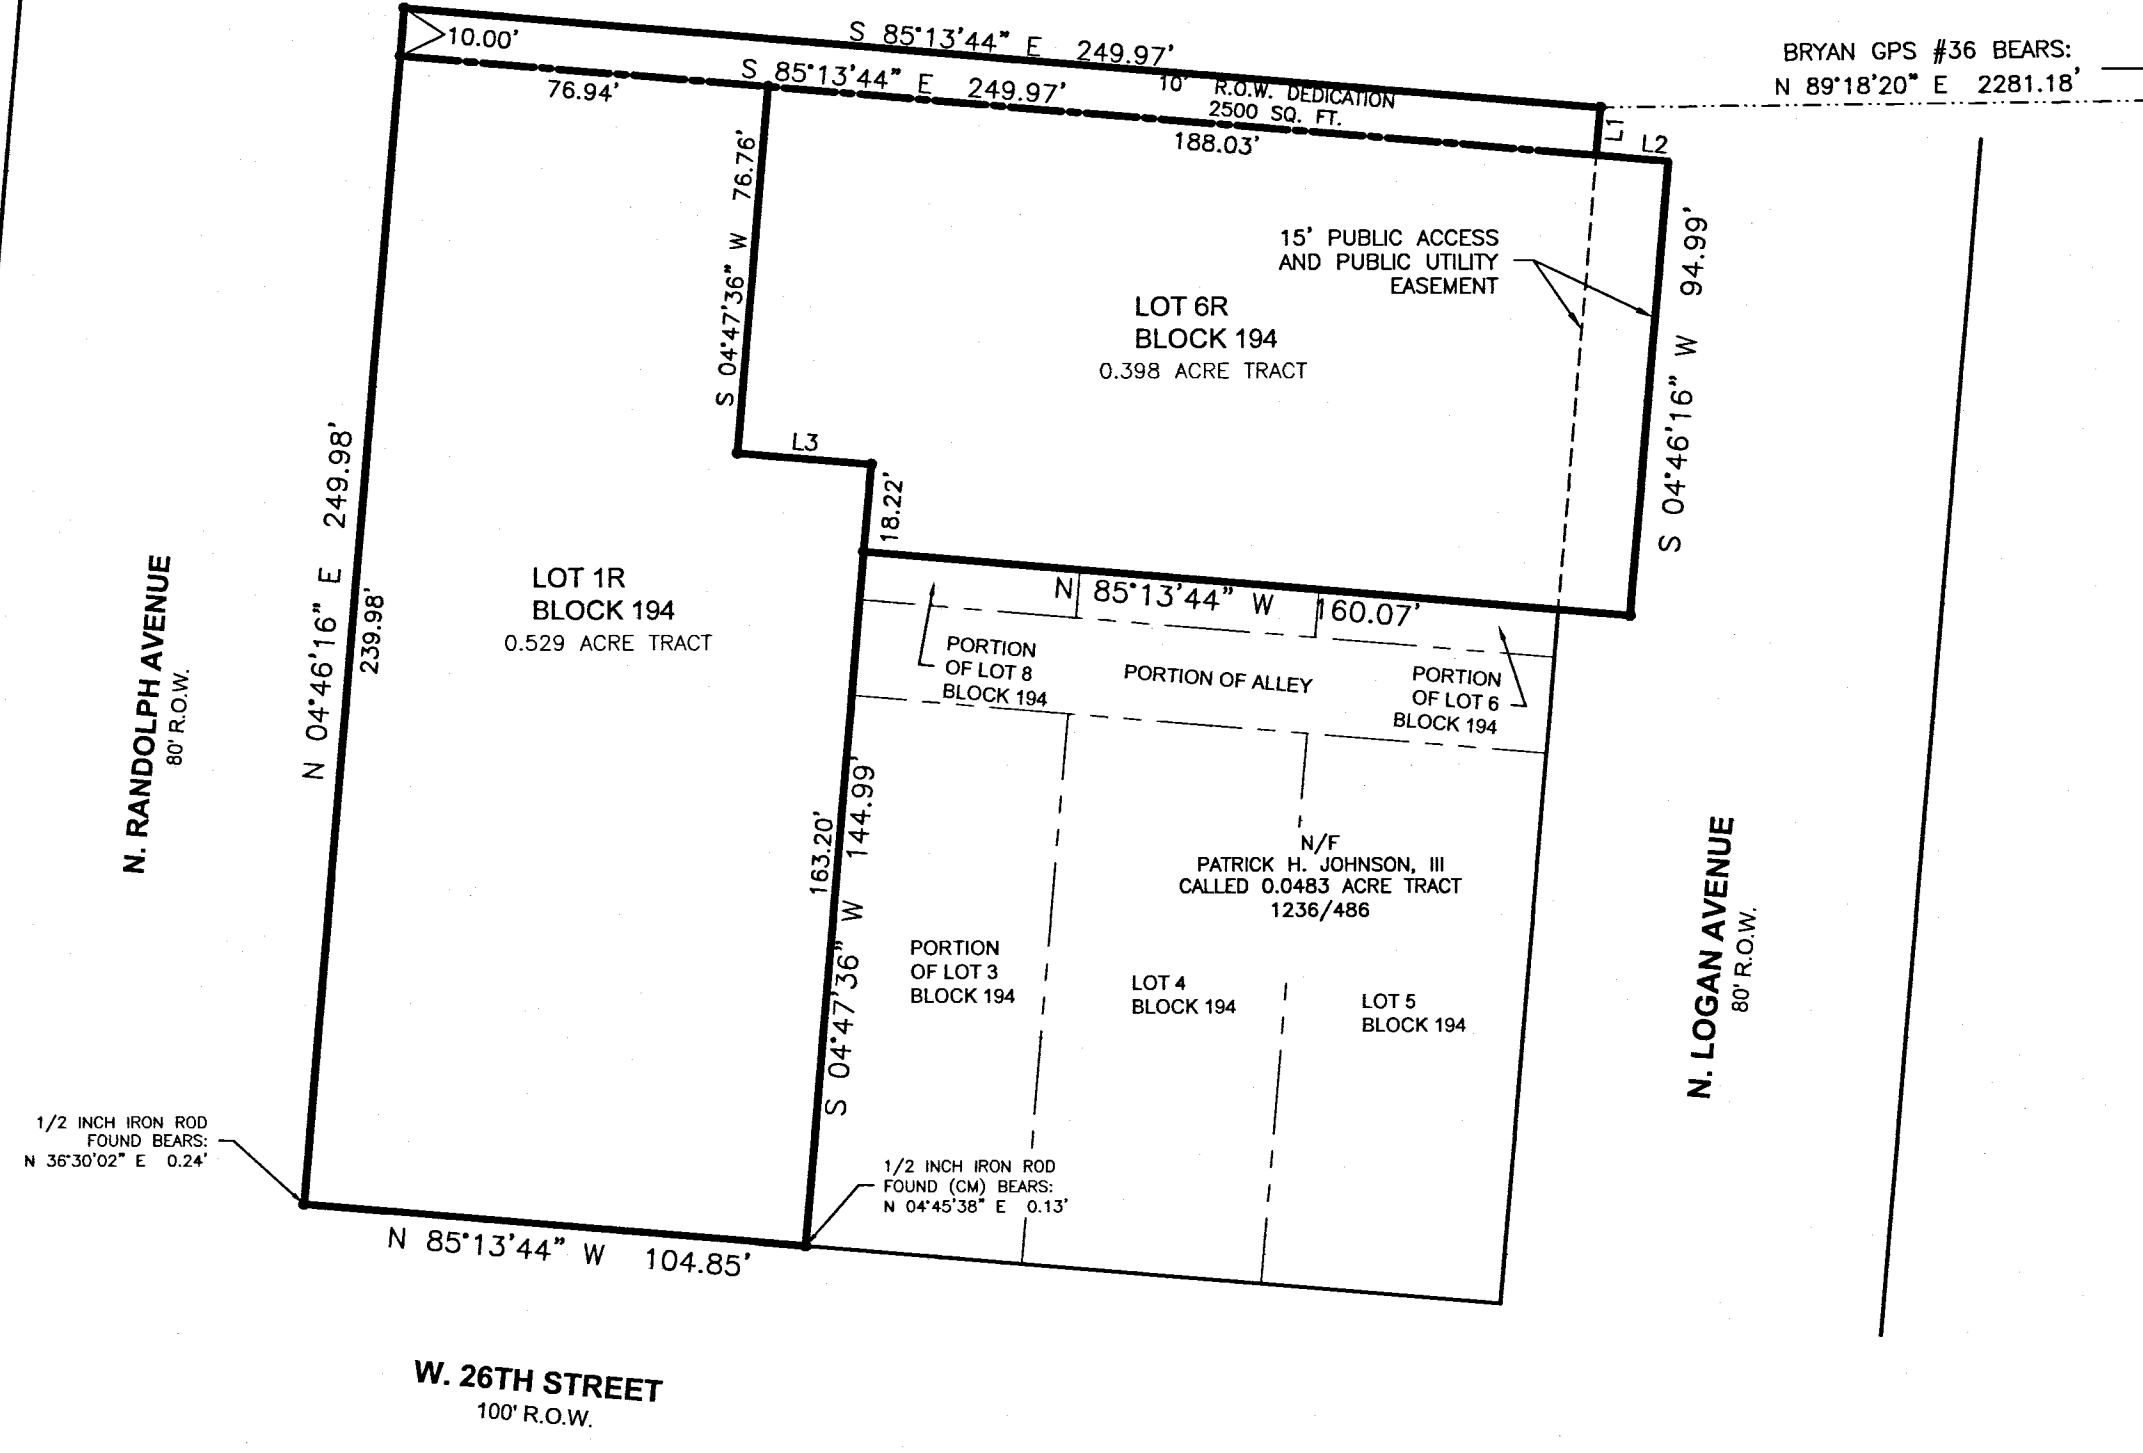 10.00'
S 85°13'44" E 249.97'
BRYAN GPS #36 BEARS:
N 89°18'20" E 2281.18'
S 85°13'44" E 249.97'
76.94'
10' R.O.W. DEDICATION
2500 SQ. FT.
188.03'
L1
L2
S 04°47'36" W 76.76'
15' PUBLIC ACCESS
AND PUBLIC UTILITY
EASEMENT
S 04°46'16" W 94.99'
LOT 6R
BLOCK 194
0.398 ACRE TRACT
L3
18.22'
N 04°46'16" E 249.98'
239.98'
LOT 1R
BLOCK 194
0.529 ACRE TRACT
N 85°13'44" W 160.07'
PORTION
OF LOT 8
BLOCK 194
PORTION OF ALLEY
PORTION
OF LOT 6
BLOCK 194
N. RANDOLPH AVENUE
80' R.O.W.
163.20'
S 04°47'36" W 144.99'
N/F
PATRICK H. JOHNSON, III
CALLED 0.0483 ACRE TRACT
1236/486
PORTION
OF LOT 3
BLOCK 194
LOT 4
BLOCK 194
LOT 5
BLOCK 194
N. LOGAN AVENUE
80' R.O.W.
1/2 INCH IRON ROD
FOUND BEARS:
N 36°30'02" E 0.24'
1/2 INCH IRON ROD
FOUND (CM) BEARS:
N 04°45'38" E 0.13'
N 85°13'44" W 104.85'
W. 26TH STREET
100' R.O.W.